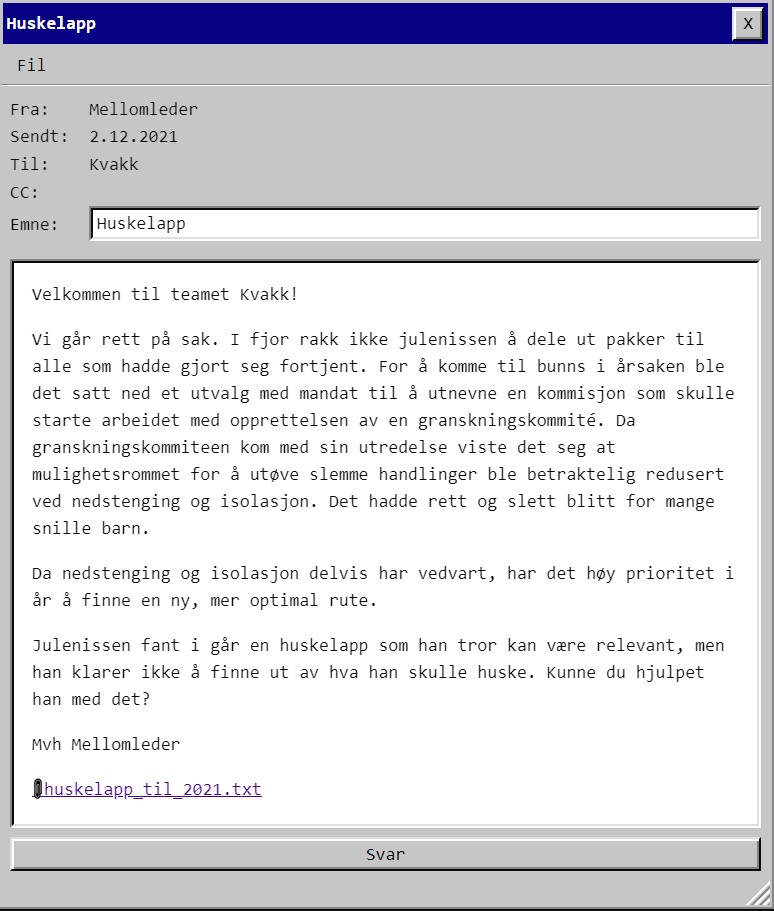 Huskelapp
X
Fil
Fra: Mellomleder
Sendt: 2.12.2021
Til: Kvakk
CC:
Emne: Huskelapp
Velkommen til teamet Kvakk!
Vi går rett på sak. I fjor rakk ikke julenissen å dele ut pakker til
alle som hadde gjort seg fortjent. For å komme til bunns i årsaken ble
det satt ned et utvalg med mandat til å utnevne en kommisjon som skulle
starte arbeidet med opprettelsen av en granskningskommité. Da
granskningskommiteen kom med sin utredelse viste det seg at
mulighetsrommet for å utøve slemme handlinger ble betraktelig redusert
ved nedstenging og isolasjon. Det hadde rett og slett blitt for mange
snille barn.
Da nedstenging og isolasjon delvis har vedvart, har det høy prioritet i
år å finne en ny, mer optimal rute.
Julenissen fant i går en huskelapp som han tror kan være relevant, men
han klarer ikke å finne ut av hva han skulle huske. Kunne du hjulpet
han med det?
Mvh Mellomleder
huskelapp_til_2021.txt
Svar